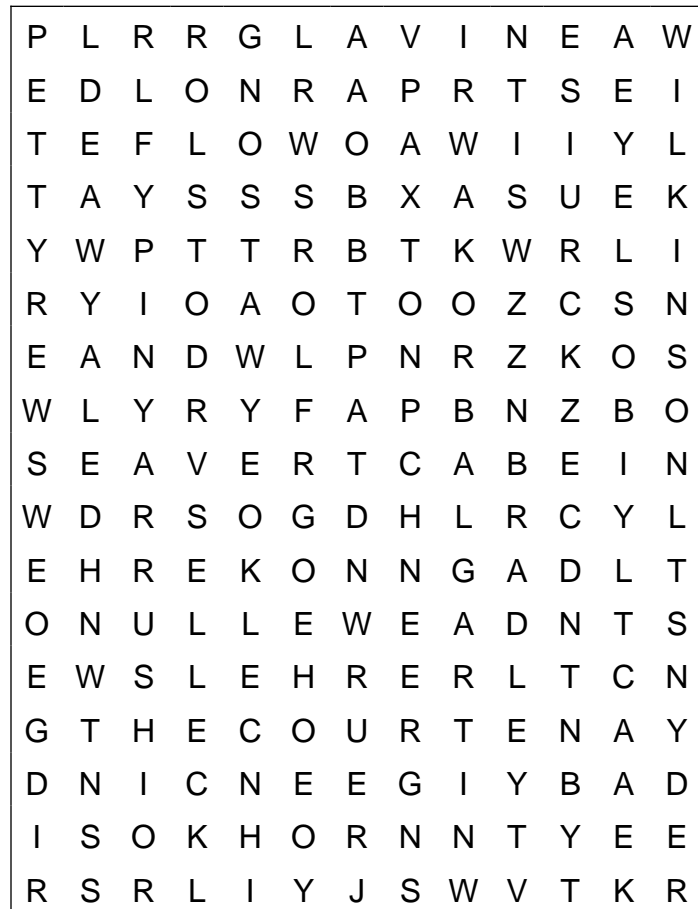 P L R R G L A V I N E A W
E D L O N R A P R T S E I
T E F L O W O A W I I Y L
T A Y S S S B X A S U E K
Y W P T T R B T K W R L I
R Y I O A O T O O Z C S N
E A N D W L P N R Z K O S
W L Y R Y F A P B N Z B O
S E A V E R T C A B E I N
W D R S O G D H L R C Y L
E H R E K O N N G A D L T
O N U L L E W E A D N T S
E W S L E H R E R L T C N
G T H E C O U R T E N A Y
D N I C N E E G I Y B A D
I S O K H O R N N T Y E E
R S R L I Y J S W V T K R